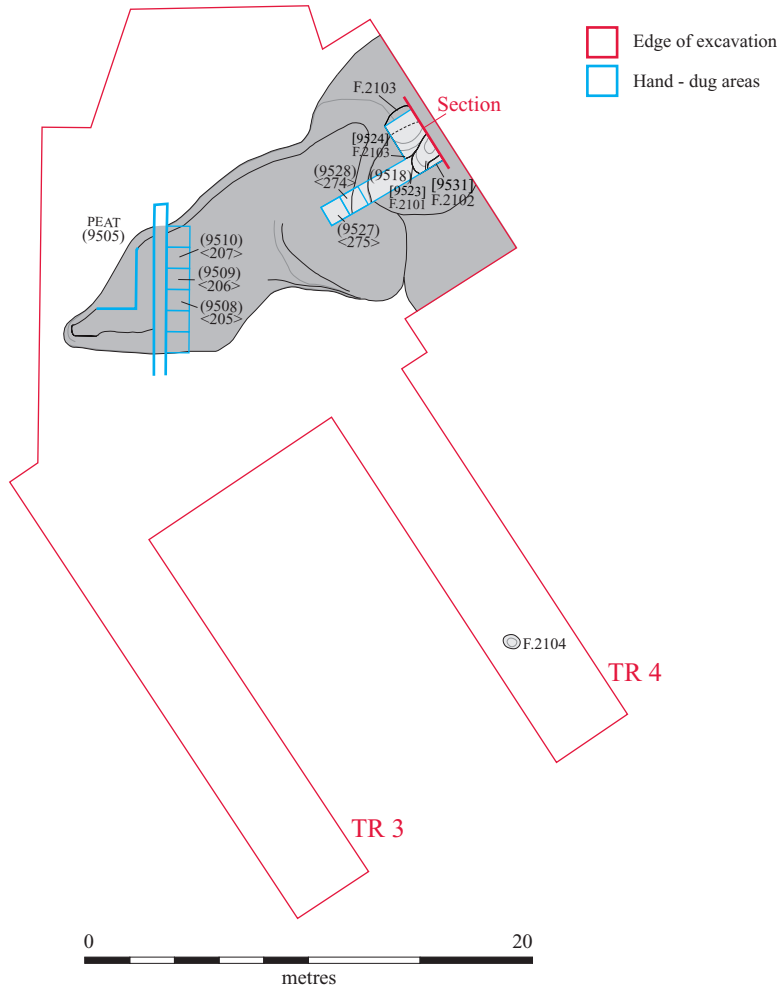 Edge of excavation
Hand - dug areas
F.2103
Section
[9524]
F.2103
(9528)
<274>
(9518)
[9523]
F.2101
[9531]
F.2102
(9527)
<275>
PEAT
(9505)
(9510)
<207>
(9509)
<206>
(9508)
<205>
F.2104
TR 4
TR 3
0
20
metres